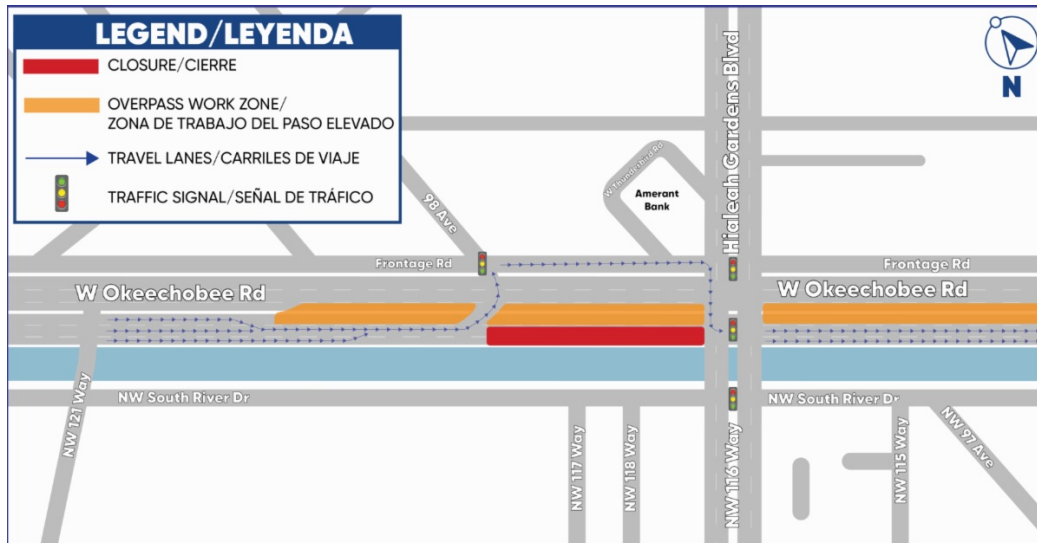 LEGEND/LEYENDA
CLOSURE/CIERRE
OVERPASS WORK ZONE/
ZONA DE TRABAJO DEL PASO ELEVADO
TRAVEL LANES/CARRILES DE VIAJE
TRAFFIC SIGNAL/SEÑAL DE TRÁFICO
N
Hialeah Gardens Blvd
W Thunderbird Rd
Amerant
Bank
98 Ave
Frontage Rd
Frontage Rd
W Okeechobee Rd
W Okeechobee Rd
NW 121 Way
NW South River Dr
NW South River Dr
NW 117 Way
NW 118 Way
NW 116 Way
NW 115 Way
NW 97 Ave